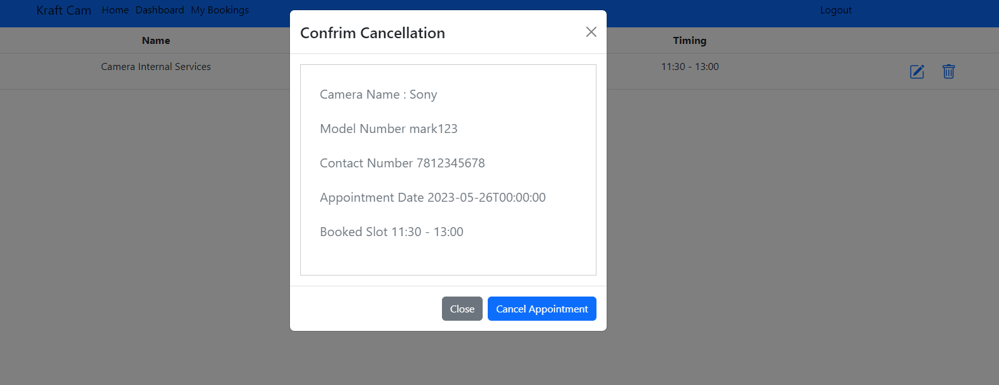 Kraft Cam Home Dashboard My Bookings Logout
Confrim Cancellation
Name Timing
Camera Internal Services 11:30 - 13:00
Camera Name : Sony
Model Number mark123
Contact Number 7812345678
Appointment Date 2023-05-26T00:00:00
Booked Slot 11:30 - 13:00
Close Cancel Appointment